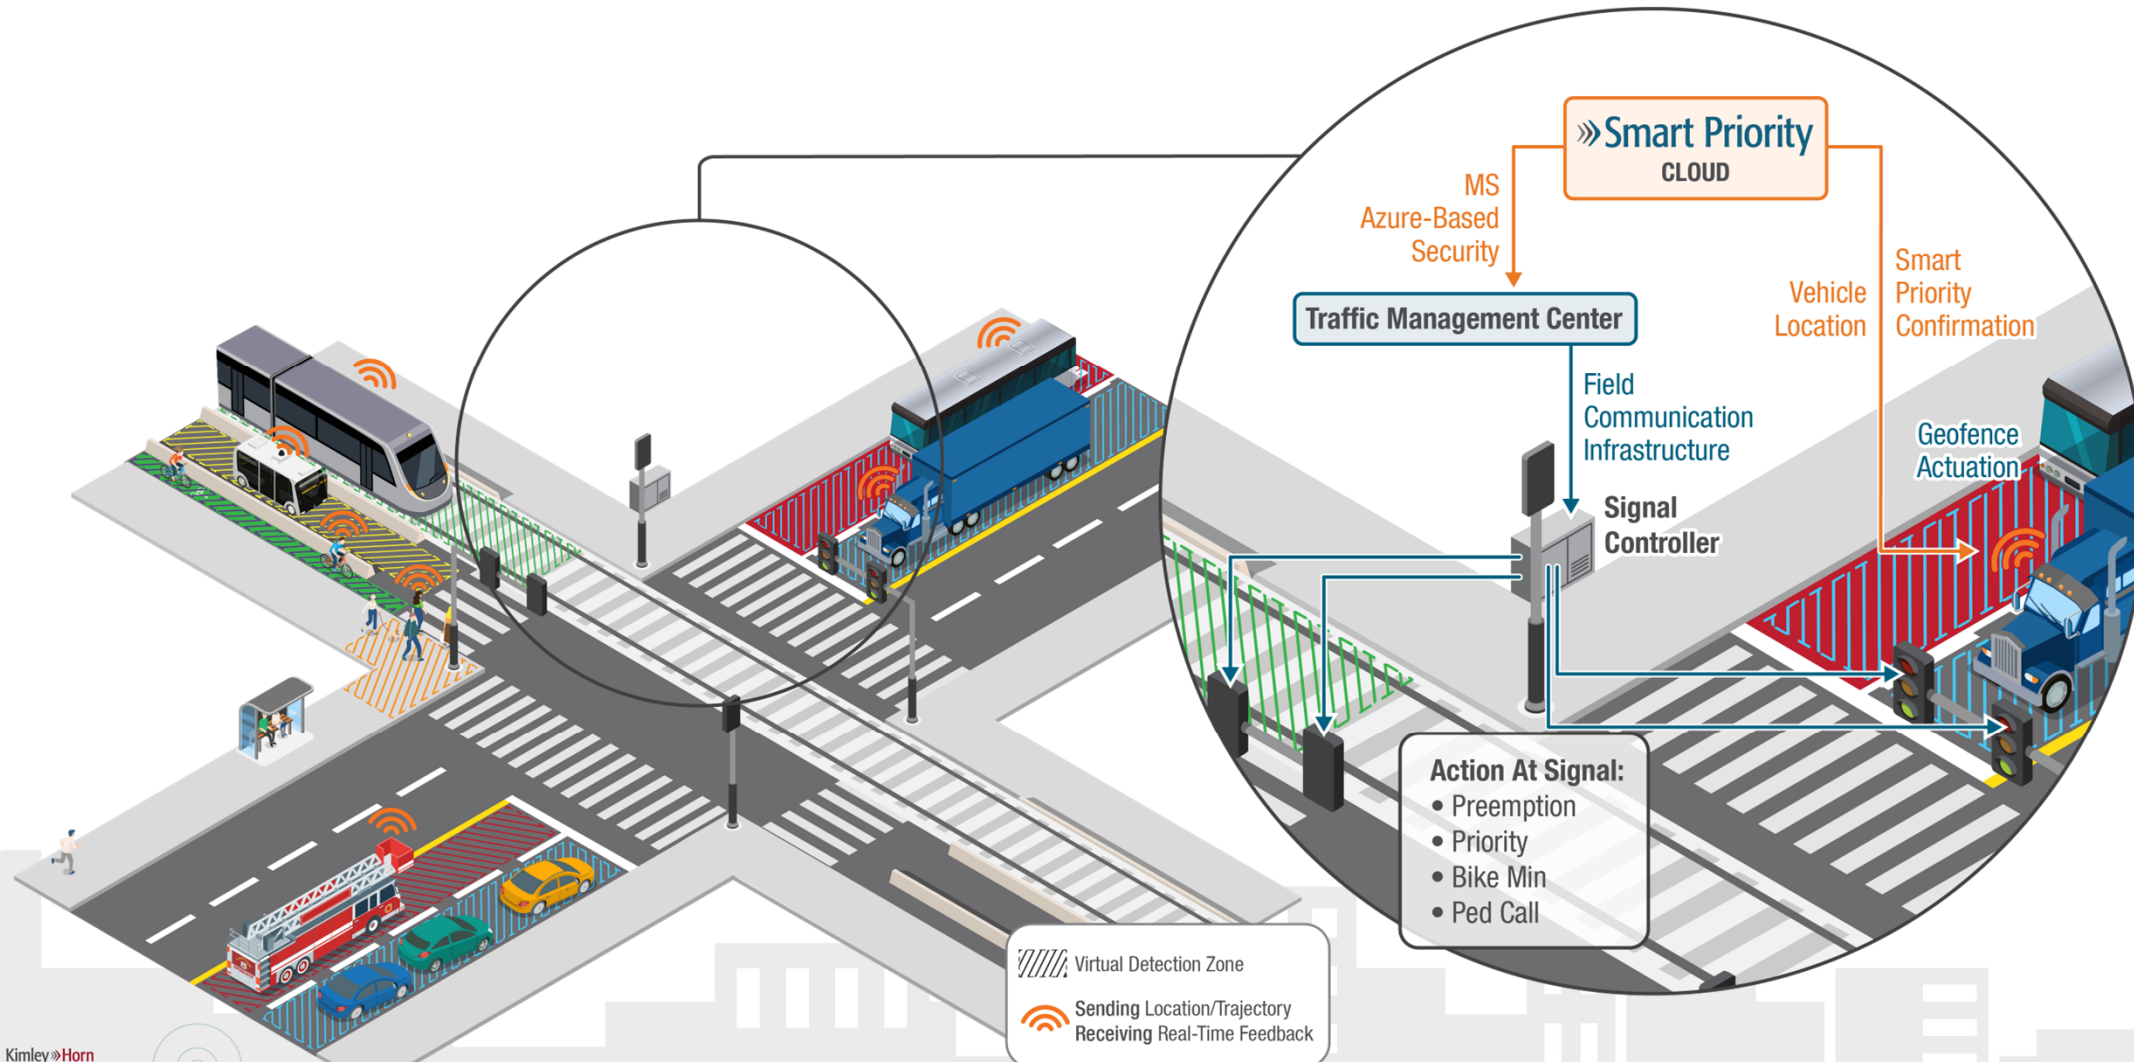 Smart Priority
CLOUD
MS
Azure-Based
Security
Vehicle
Location
Smart
Priority
Confirmation
Traffic Management Center
Field
Communication
Infrastructure
Geofence
Actuation
Signal
Controller
Action At Signal:
• Preemption
• Priority
• Bike Min
• Ped Call
Virtual Detection Zone
Sending Location/Trajectory
Receiving Real-Time Feedback
Kimley»Horn